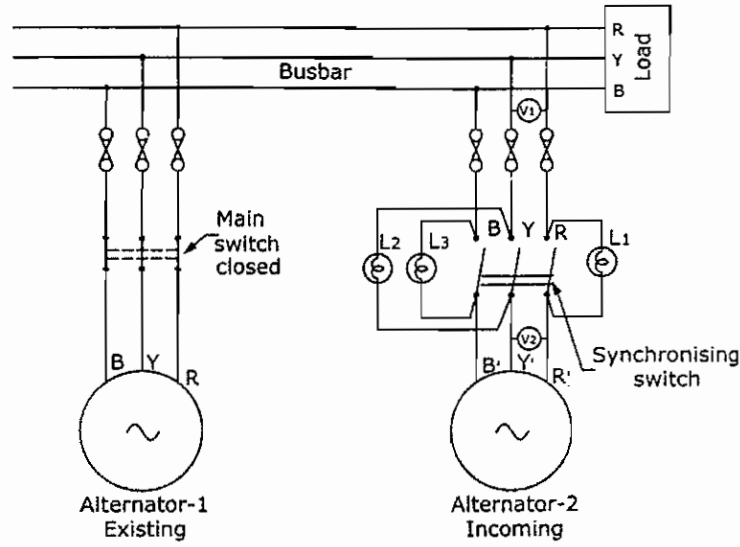 R
Y
B
Load
Busbar
V1
Main
switch
closed
L2
L3
B
Y
R
L1
V2
Synchronising
switch
B
Y
R
B'
Y'
R'
Alternator-1
Existing
Alternator-2
Incoming